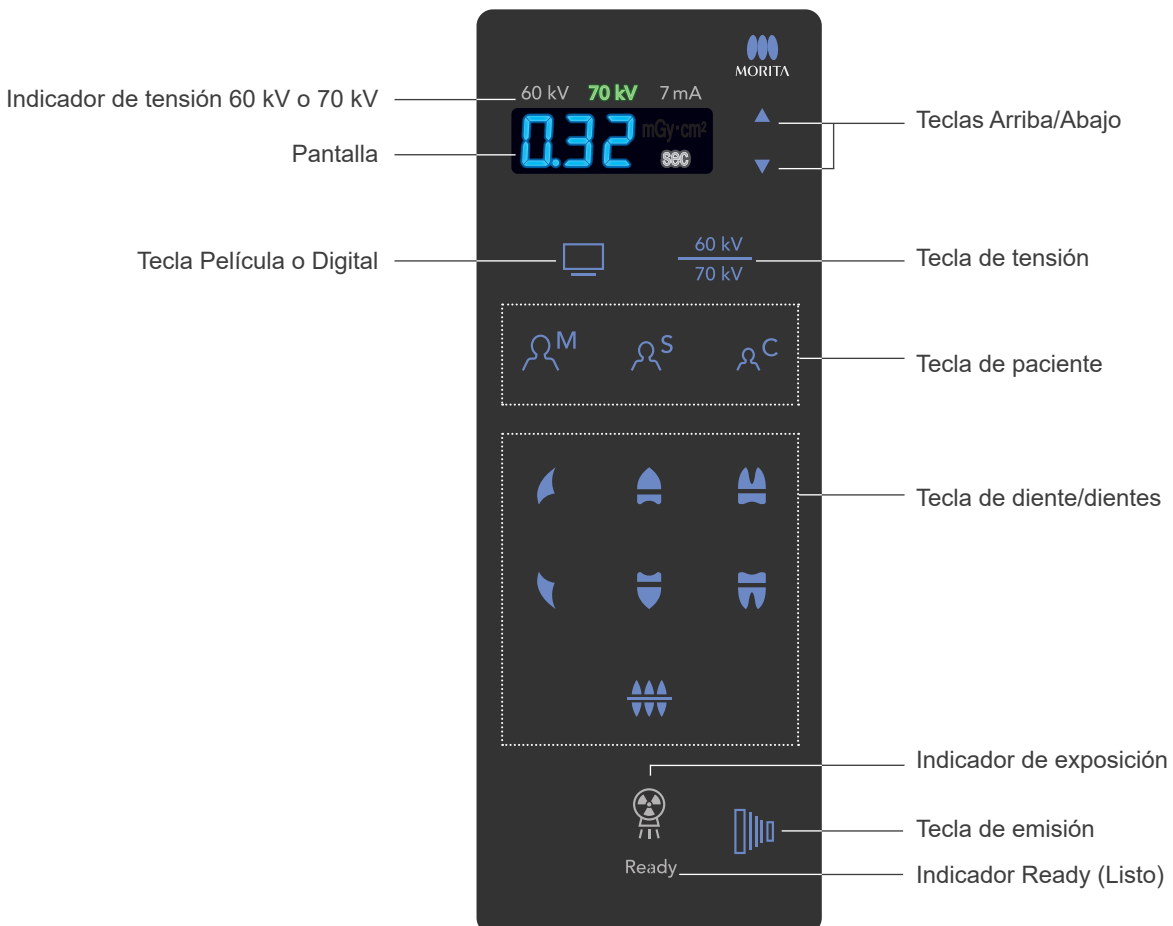 MORITA
Indicador de tensión 60 kV o 70 kV
60 kV 70 kV 7 mA
Teclas Arriba/Abajo
Pantalla
0.32 mGy·cm²
sec
Tecla Película o Digital
60 kV
70 kV
Tecla de tensión
M S C
Tecla de paciente
Tecla de diente/dientes
Indicador de exposición
Tecla de emisión
Ready
Indicador Ready (Listo)